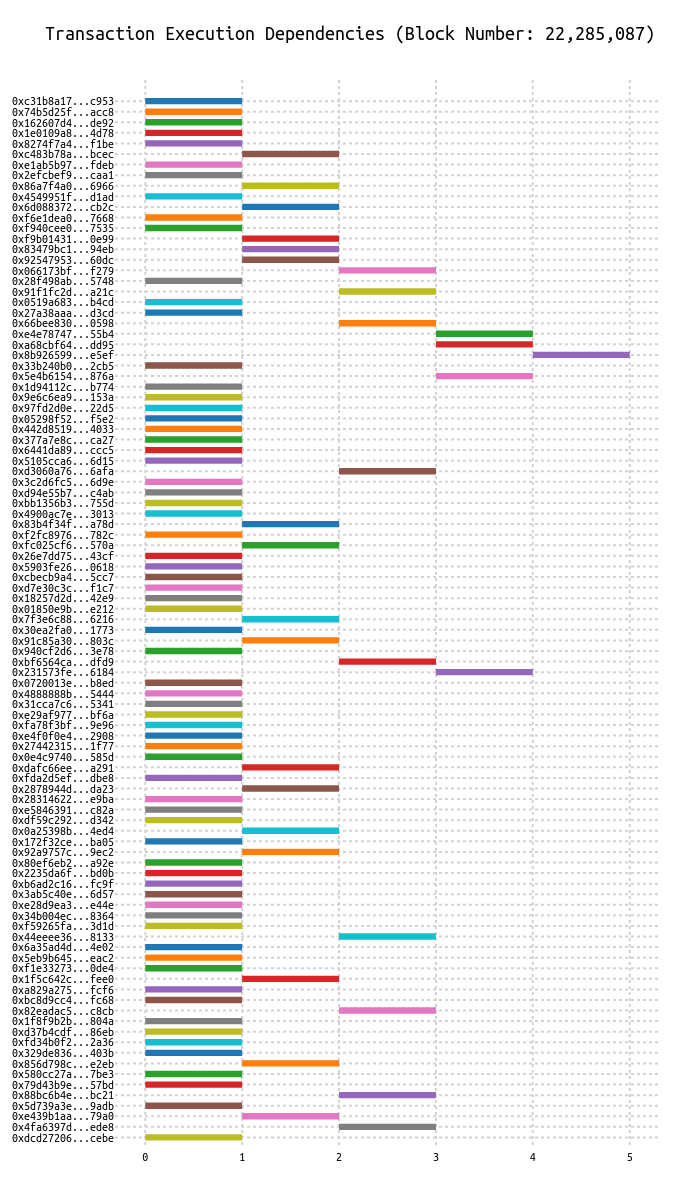 Transaction Execution Dependencies (Block Number: 22,285,087)
0xc31b8a17...c953
0x74b5d25f...acc8
0x162607d4...de92
0x1e0109a8...4d78
0x8274f7a4...f1be
0xc483b78a...bcec
0xe1ab5b97...fdeb
0x2efcbef9...caa1
0x86a7f4a0...6966
0x4549951f...d1ad
0x6d088372...cb2c
0xf6e1dea0...7668
0xf940cee0...7535
0xf9b01431...0e99
0x83479bc1...94eb
0x92547953...60dc
0x066173bf...f279
0x28f498ab...5748
0x91f1fc2d...a21c
0x0519a683...b4cd
0x27a38aaa...d3cd
0x66bee830...0598
0xe4e78747...55b4
0xa68cbf64...dd95
0x8b926599...e5ef
0x33b240b0...2cb5
0x5e4b6154...876a
0x1d94112c...b774
0x9e6c6ea9...153a
0x97fd2d0e...22d5
0x05298f52...f5e2
0x442d8519...4033
0x377a7e8c...ca27
0x6441da89...ccc5
0x5105cca6...6d15
0xd3060a76...6afa
0x3c2d6fc5...6d9e
0xd94e55b7...c4ab
0xbb1356b3...755d
0x4900ac7e...3013
0x83b4f34f...a78d
0xf2fc8976...782c
0xfc025cf6...570a
0x26e7dd75...43cf
0x5903fe26...0618
0xcbecb9a4...5cc7
0xd7e30c3c...f1c7
0x18257d2d...42e9
0x01850e9b...e212
0x7f3e6c88...6216
0x30ea2fa0...1773
0x91c85a30...803c
0x940cf2d6...3e78
0xbf6564ca...dfd9
0x231573fe...6184
0x0720013e...b8ed
0x4888888b...5444
0x31cca7c6...5341
0xe29af977...bf6a
0xfa78f3bf...9e96
0xe4f0f0e4...2908
0x27442315...1f77
0x0e4c9740...585d
0xdafc66ee...a291
0xfda2d5ef...dbe8
0x2878944d...da23
0x28314622...e9ba
0xe5846391...c82a
0xdf59c292...d342
0x0a25398b...4ed4
0x172f32ce...ba05
0x92a9757c...9ec2
0x80ef6eb2...a92e
0x2235da6f...bd0b
0xb6ad2c16...fc9f
0x3ab5c40e...6d57
0xe28d9ea3...e44e
0x34b004ec...8364
0xf59265fa...3d1d
0x44eeee36...8133
0x6a35ad4d...4e02
0x5eb9b645...eac2
0xf1e33273...0de4
0x1f5c642c...fee0
0xa829a275...fcf6
0xbc8d9cc4...fc68
0x82eadac5...c8cb
0x1f8f9b2b...804a
0xd37b4cdf...86eb
0xfd34b0f2...2a36
0x329de836...403b
0x856d798c...e2eb
0x580cc27a...7be3
0x79d43b9e...57bd
0x88bc6b4e...bc21
0x5d739a3e...9adb
0xe439b1aa...79a0
0x4fa6397d...ede8
0xdcd27206...cebe
0 1 2 3 4 5